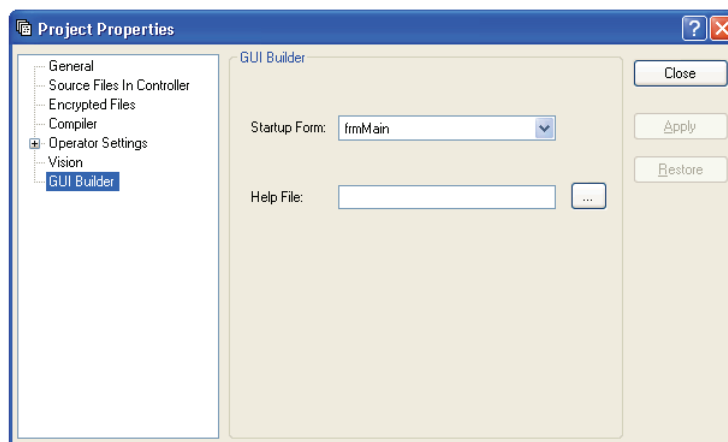 Project Properties
General
Source Files In Controller
Encrypted Files
Compiler
Operator Settings
Vision
GUI Builder
GUI Builder
Startup Form: frmMain
Help File: ...
Close
Apply
Restore